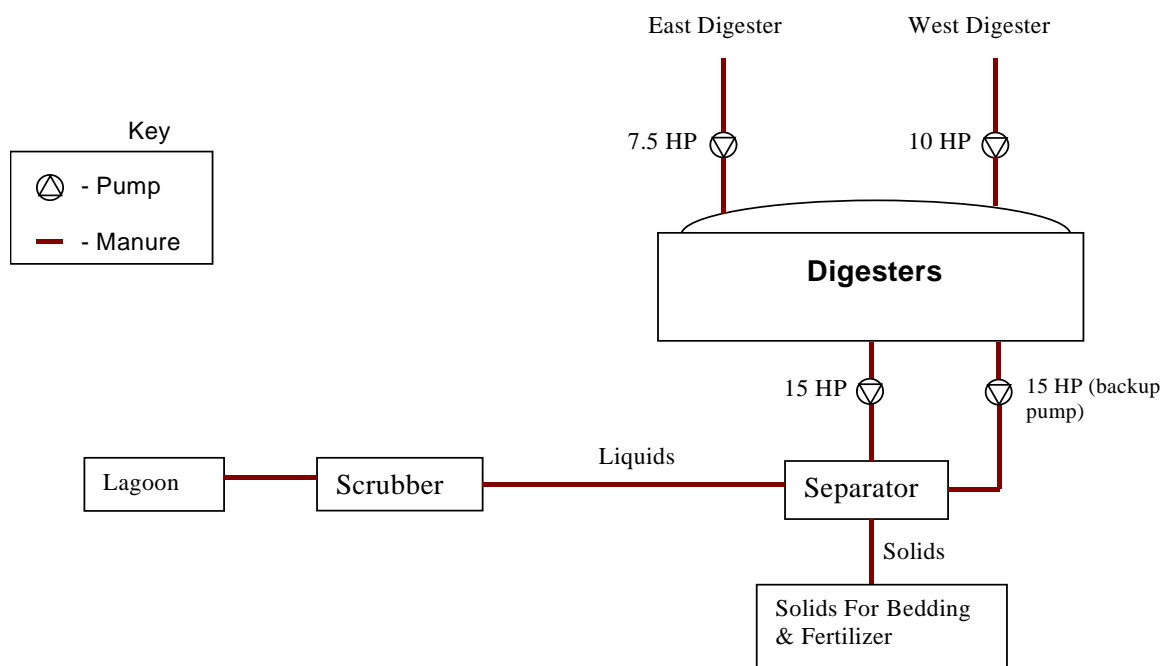 East Digester
West Digester
7.5 HP
10 HP
Key
- Pump
- Manure
Digesters
15 HP
15 HP (backup
pump)
Liquids
Lagoon
Scrubber
Separator
Solids
Solids For Bedding
& Fertilizer